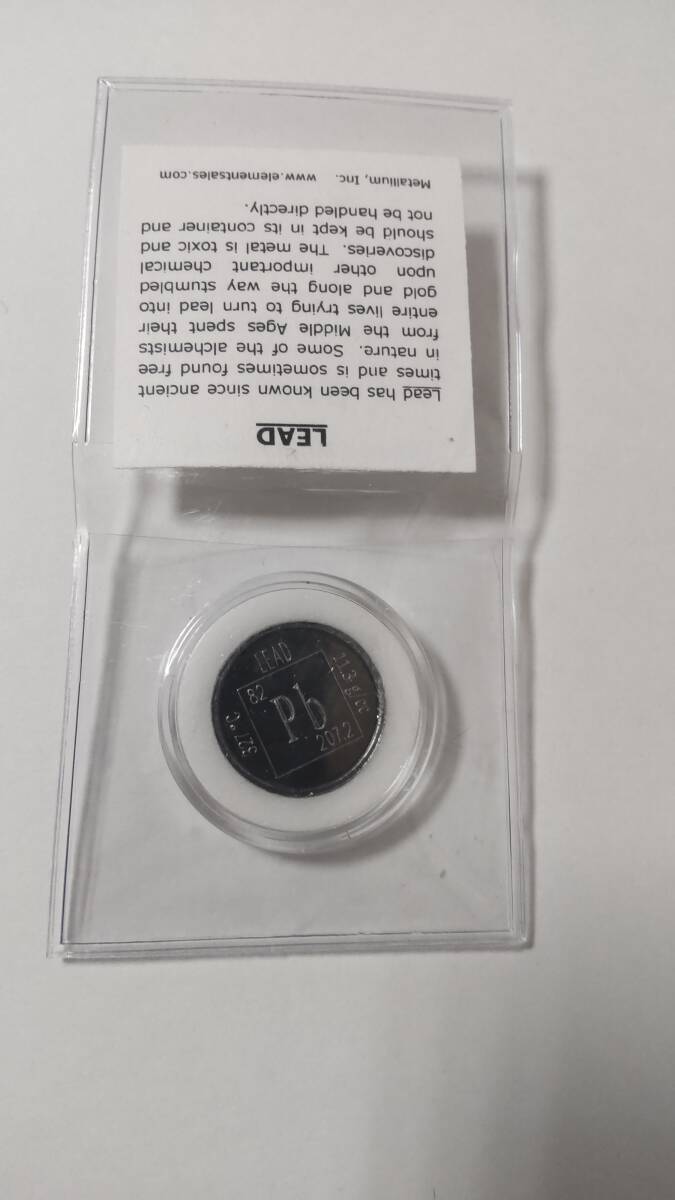 LEAD
Lead has been known since ancient
times and is sometimes found free
in nature. Some of the alchemists
from the Middle Ages spent their
entire lives trying to turn lead into
gold and along the way stumbled
upon other important chemical
discoveries. The metal is toxic and
should be kept in its container and
not be handled directly.
Metallium, Inc. www.elementsales.com
LEAD
82
Pb
207.2
11.3 g/cc
327°C